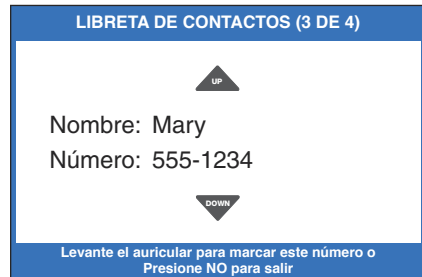 LIBRETA DE CONTACTOS (3 DE 4)
UP
Nombre: Mary
Número: 555-1234
DOWN
Levante el auricular para marcar este número o
Presione NO para salir